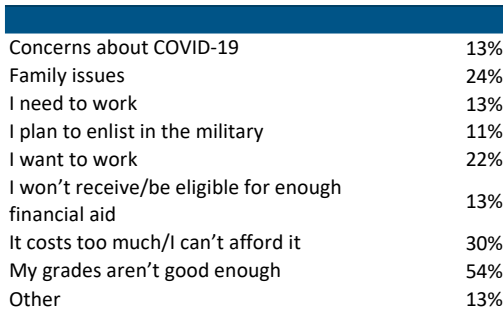 Concerns about COVID-19 13%
Family issues 24%
I need to work 13%
I plan to enlist in the military 11%
I want to work 22%
I won’t receive/be eligible for enough
financial aid 13%
It costs too much/I can’t afford it 30%
My grades aren’t good enough 54%
Other 13%